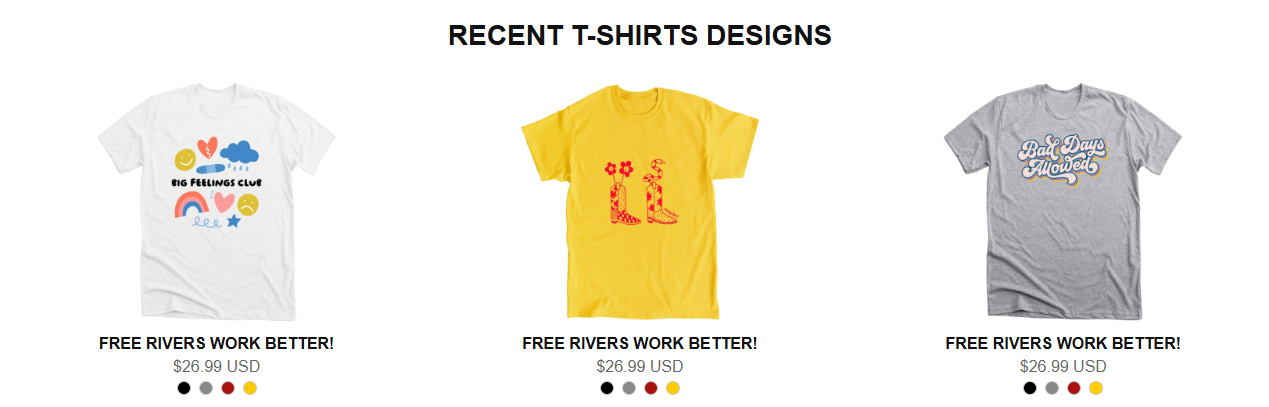 RECENT T-SHIRTS DESIGNS
BIG FEELINGS CLUB
Bad Days
Allowed
FREE RIVERS WORK BETTER!
$26.99 USD
FREE RIVERS WORK BETTER!
$26.99 USD
FREE RIVERS WORK BETTER!
$26.99 USD